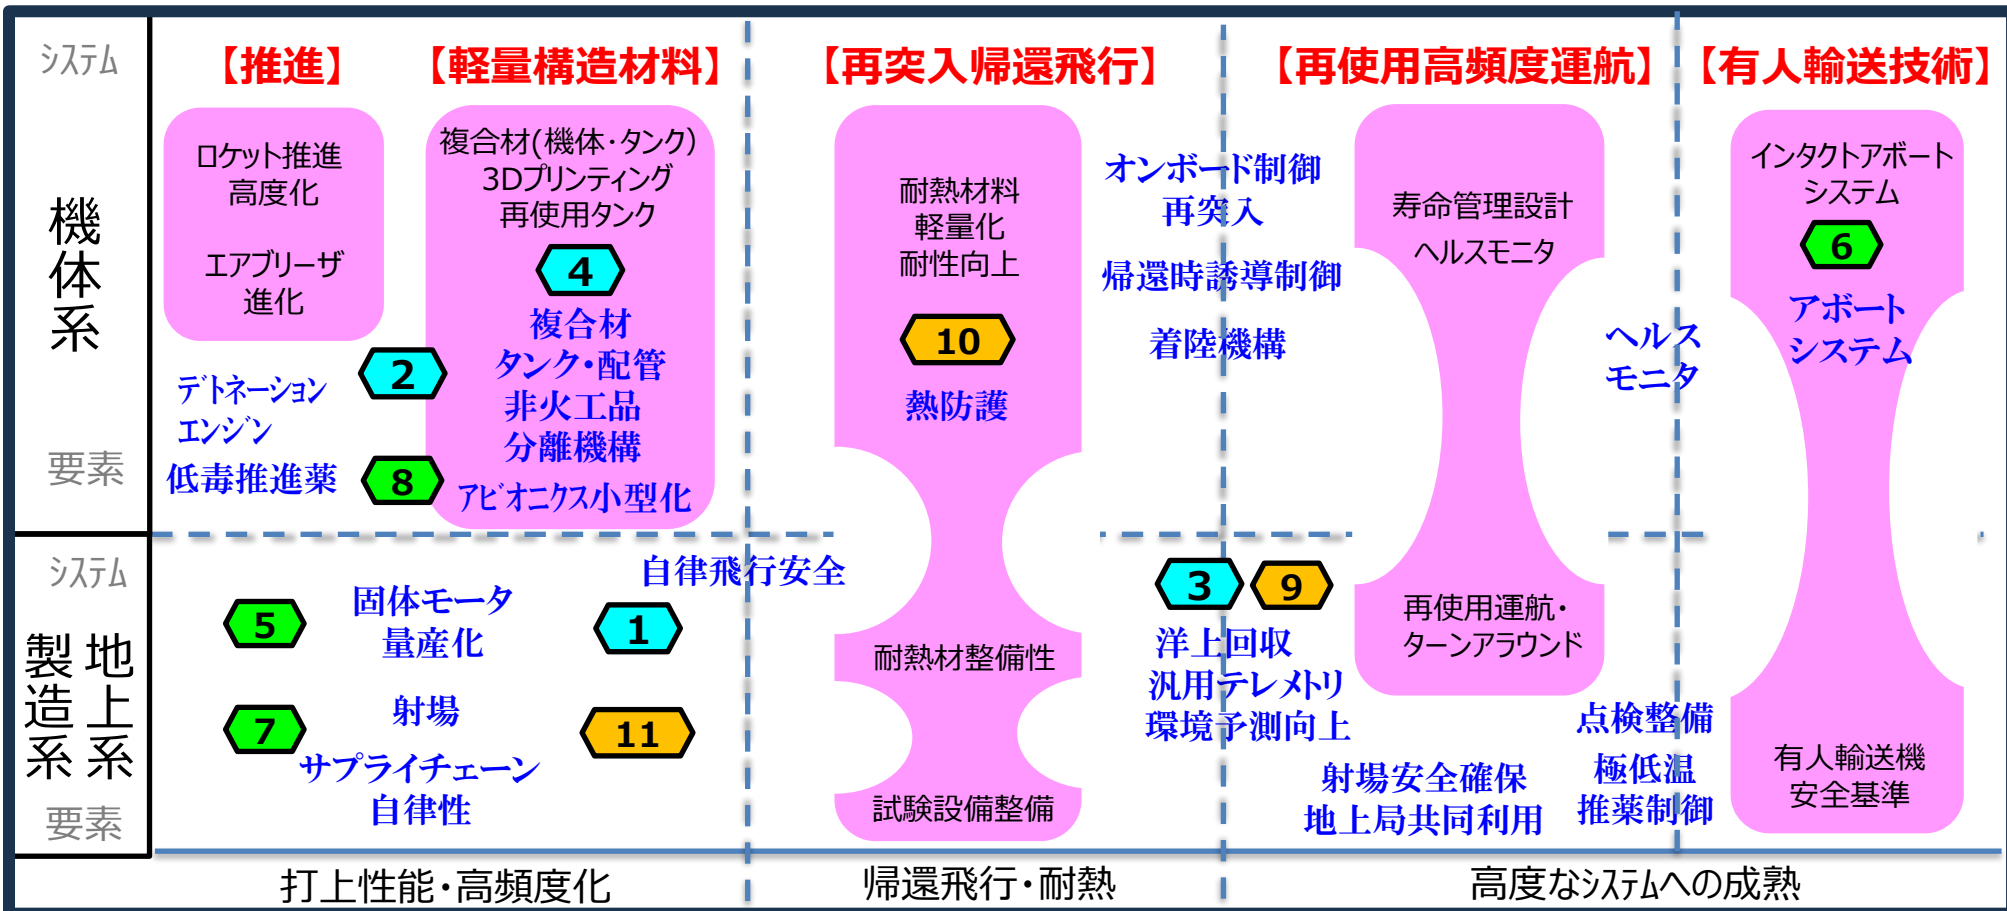 システム
【推進】
【軽量構造材料】
【再突入帰還飛行】
【再使用高頻度運航】
【有人輸送技術】
機体系
要素
ロケット推進
高度化
エアブリーザ
進化
複合材(機体・タンク)
3Dプリンティング
再使用タンク
4
複合材
タンク・配管
非火工品
分離機構
アビオニクス小型化
2
デトネーション
エンジン
低毒推進薬
8
耐熱材料
軽量化
耐性向上
10
熱防護
オンボード制御
再突入
帰還時誘導制御
着陸機構
寿命管理設計
ヘルスモニタ
ヘルス
モニタ
インタクトアボート
システム
6
アボート
システム
システム
製造系
地上系
要素
自律飛行安全
5
固体モータ
量産化
1
7
射場
11
サプライチェーン
自律性
耐熱材整備性
試験設備整備
3
9
洋上回収
汎用テレメトリ
環境予測向上
再使用運航・
ターンアラウンド
射場安全確保
地上局共同利用
点検整備
極低温
推薬制御
有人輸送機
安全基準
打上性能・高頻度化
帰還飛行・耐熱
高度なシステムへの成熟